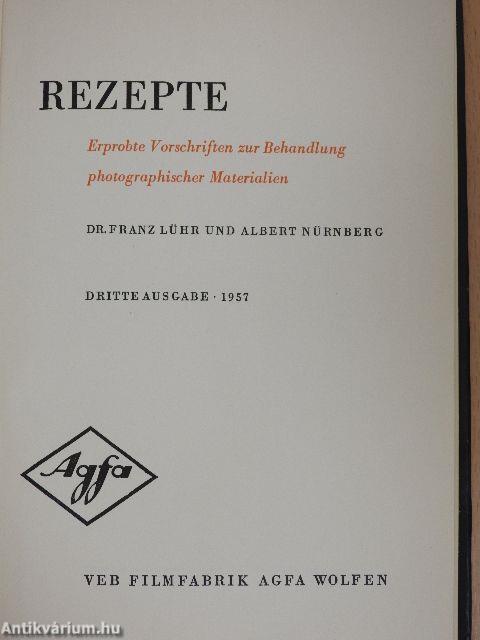 REZEPTE
Erprobte Vorschriften zur Behandlung
photographischer Materialien
DR. FRANZ LÜHR UND ALBERT NÜRNBERG
DRITTE AUSGABE · 1957
Agfa
VEB FILMFABRIK AGFA WOLFEN
Antikvárium.hu